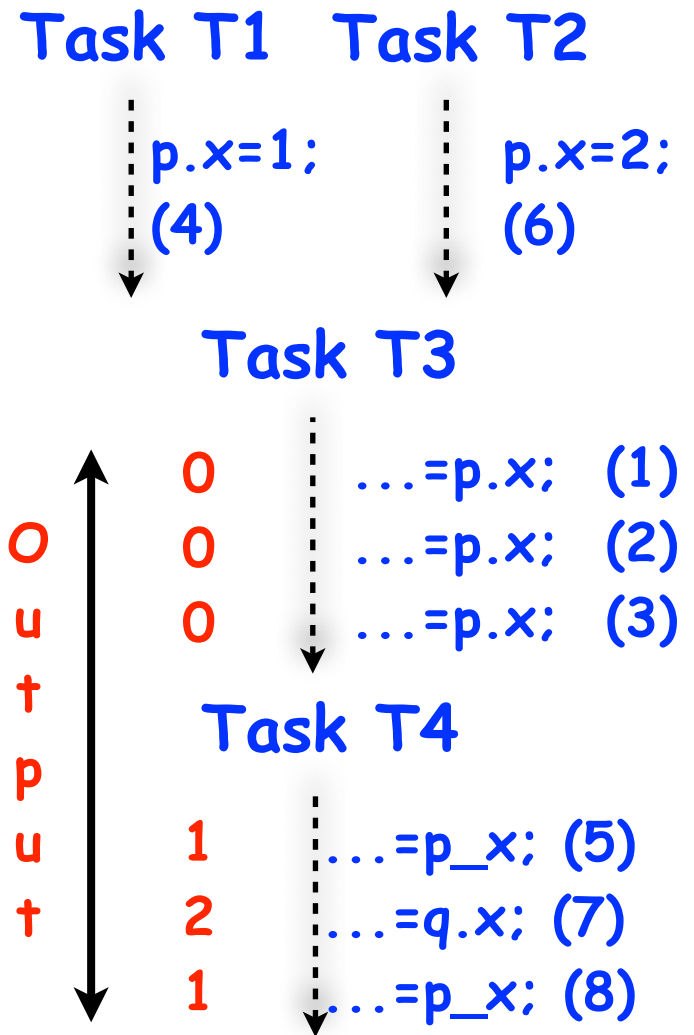 Task T1 Task T2
p.x=1; p.x=2;
(4) (6)
Task T3
0 ...=p.x; (1)
0 ...=p.x; (2)
0 ...=p.x; (3)
Output
Task T4
1 ...=p_x; (5)
2 ...=q.x; (7)
1 ...=p_x; (8)